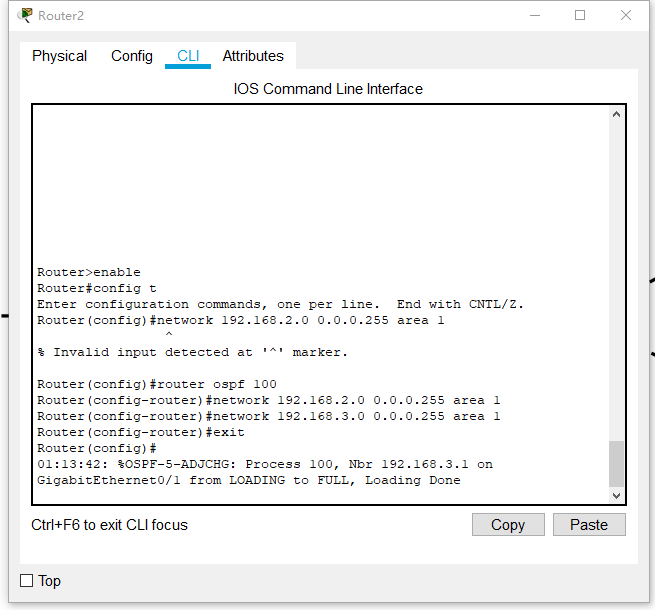 Router2
Physical Config CLI Attributes
IOS Command Line Interface
Router>enable
Router#config t
Enter configuration commands, one per line.  End with CNTL/Z.
Router(config)#network 192.168.2.0 0.0.0.255 area 1
^
% Invalid input detected at '^' marker.
Router(config)#router ospf 100
Router(config-router)#network 192.168.2.0 0.0.0.255 area 1
Router(config-router)#network 192.168.3.0 0.0.0.255 area 1
Router(config-router)#exit
Router(config)#
01:13:42: %OSPF-5-ADJCHG: Process 100, Nbr 192.168.3.1 on
GigabitEthernet0/1 from LOADING to FULL, Loading Done
Ctrl+F6 to exit CLI focus Copy Paste
Top